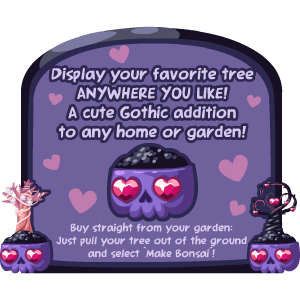 Display your favorite tree
ANYWHERE YOU LIKE!
A cute Gothic addition
to any home or garden!
Buy straight from your garden:
Just pull your tree out of the ground
and select `Make Bonsai`!